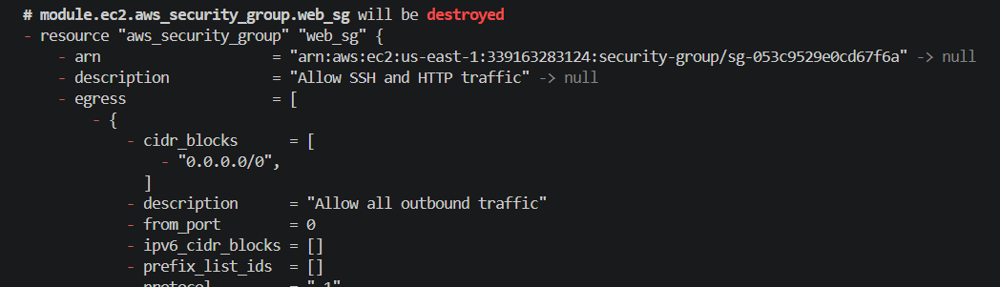 # module.ec2.aws_security_group.web_sg will be destroyed
- resource "aws_security_group" "web_sg" {
- arn = "arn:aws:ec2:us-east-1:339163283124:security-group/sg-053c9529e0cd67f6a" -> null
- description = "Allow SSH and HTTP traffic" -> null
- egress = [
- {
- cidr_blocks = [
- "0.0.0.0/0",
]
- description = "Allow all outbound traffic"
- from_port = 0
- ipv6_cidr_blocks = []
- prefix_list_ids = []
- protocol = "-1"